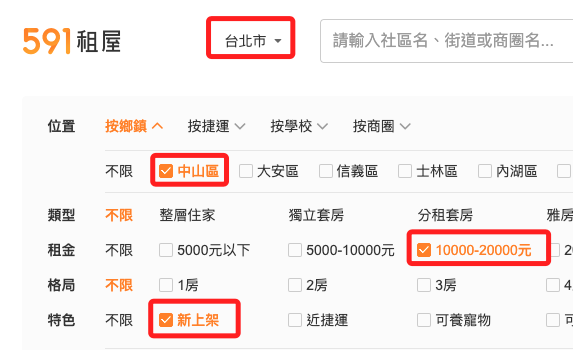 591租屋 台北市 請輸入社區名、街道或商圈名...
位置 按鄉鎮 按捷運 按學校 按商圈
不限 中山區 大安區 信義區 士林區 內湖區
類型 不限 整層住家 獨立套房 分租套房 雅房
租金 不限 5000元以下 5000-10000元 10000-20000元
格局 不限 1房 2房 3房
特色 不限 新上架 近捷運 可養寵物